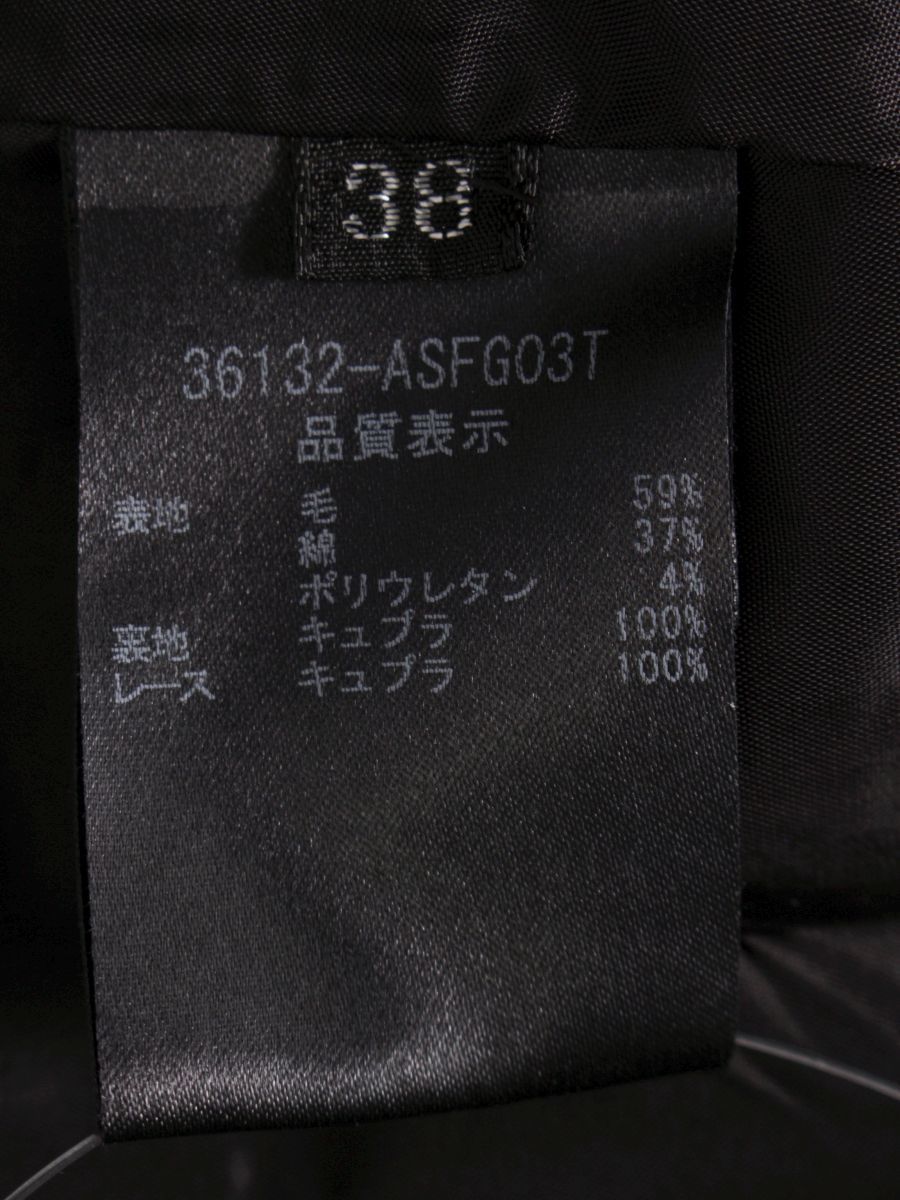 38
36132-ASFG03T
品質表示
表地 毛 59%
綿 37%
ポリウレタン 4%
裏地 キュプラ 100%
レース キュプラ 100%